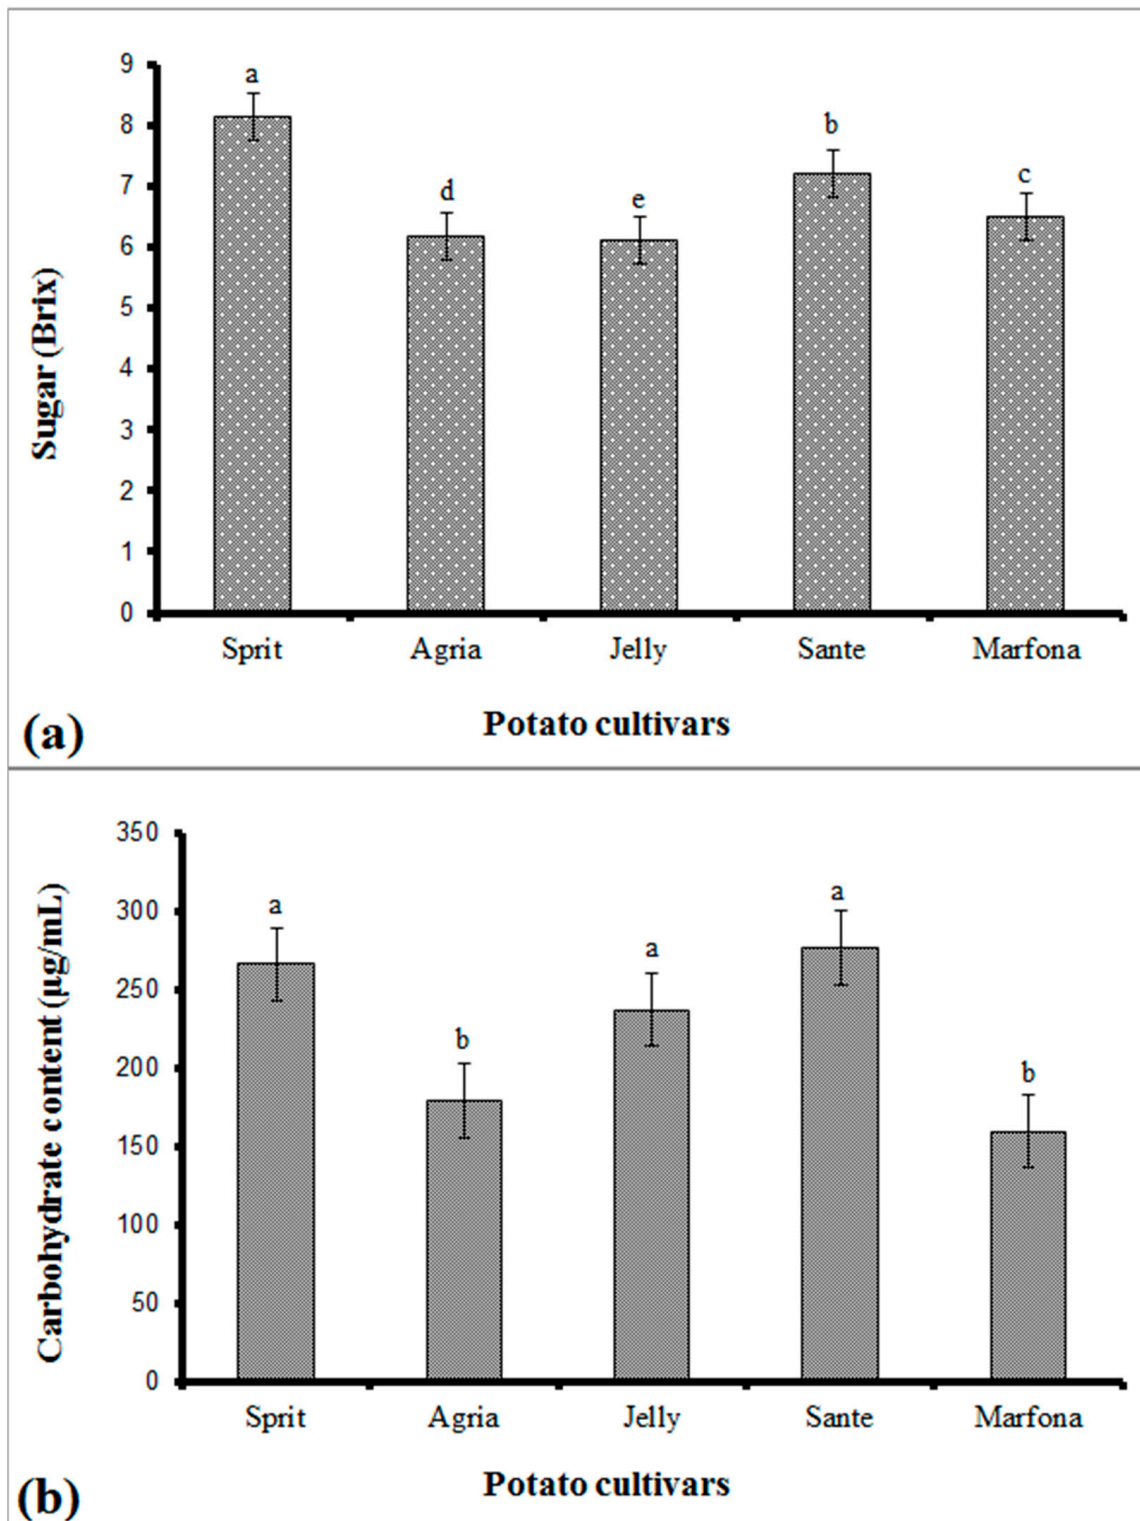 9
8
7
6
5
4
3
2
1
0
Sugar (Brix)
a
d
e
b
c
Sprit Agria Jelly Sante Marfona
Potato cultivars
(a)
350
300
250
200
150
100
50
0
Carbohydrate content (µg/mL)
a
b
a
a
b
Sprit Agria Jelly Sante Marfona
Potato cultivars
(b)